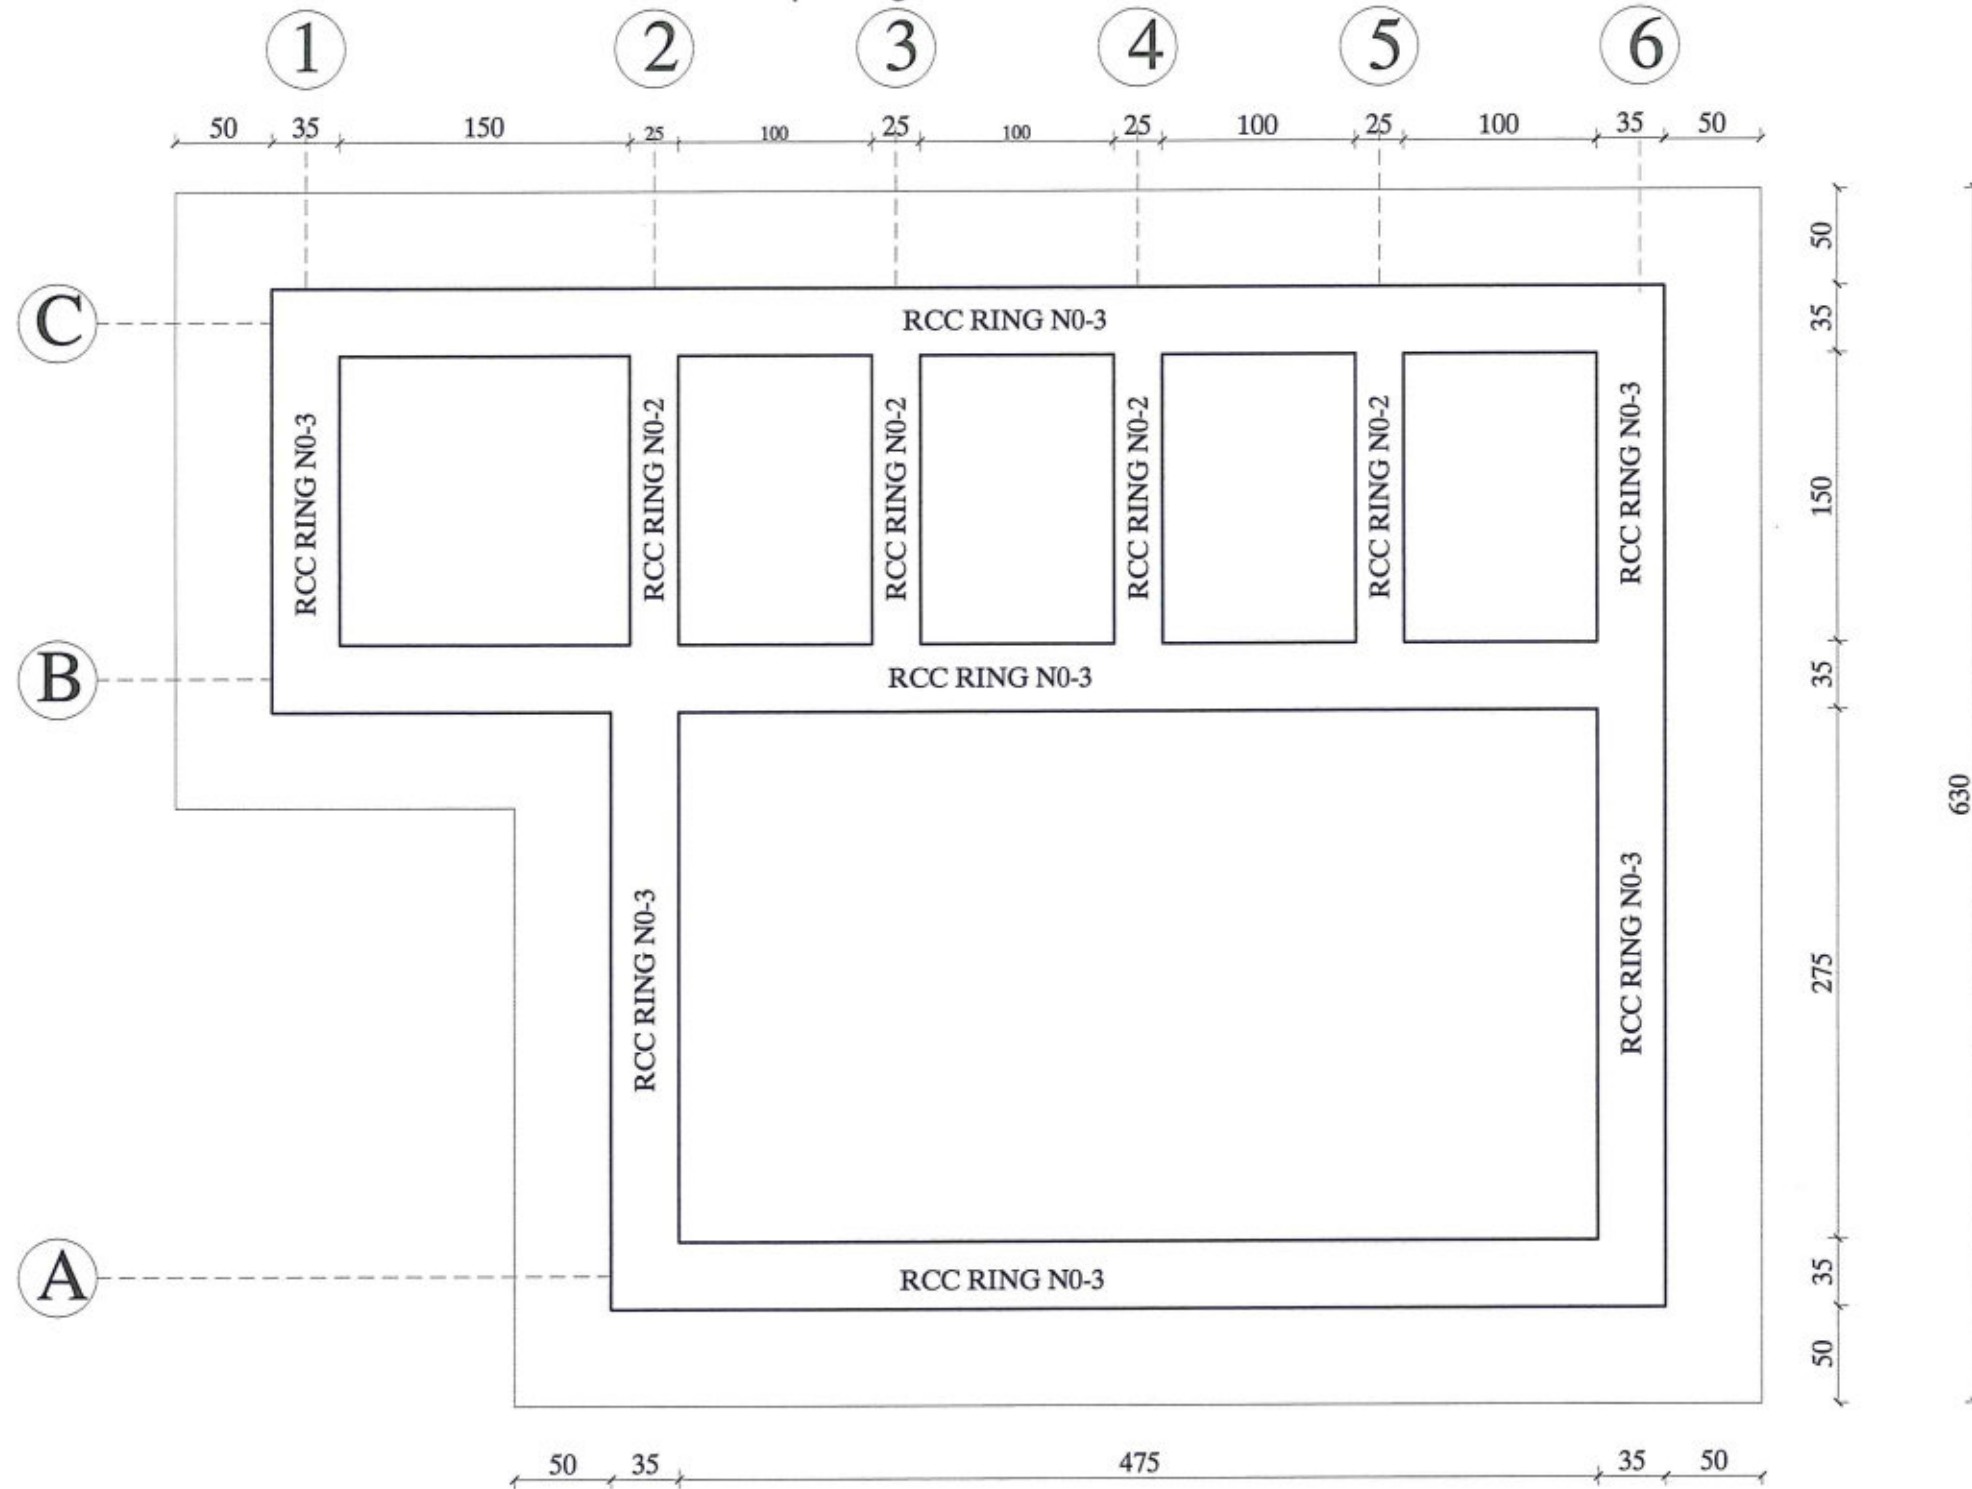 1 2 3 4 5 6
50 35 150 25 100 25 100 25 100 25 100 35 50
50
C
RCC RING N0-3
35
RCC RING N0-3
RCC RING N0-2
RCC RING N0-2
RCC RING N0-2
RCC RING N0-2
RCC RING N0-3
150
B
RCC RING N0-3
35
630
RCC RING N0-3
RCC RING N0-3
275
A
RCC RING N0-3
35
50
50 35 475 35 50